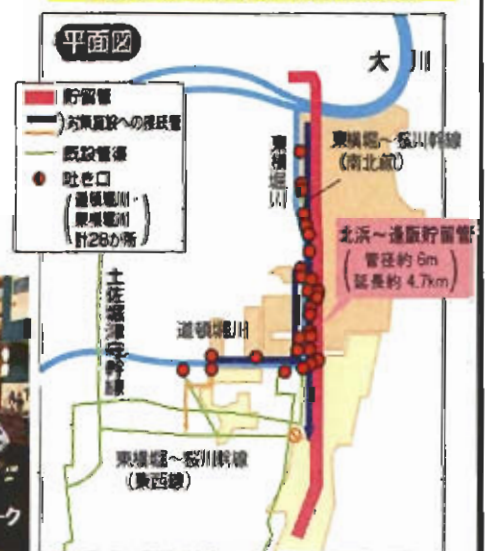 平面図
大川
貯留管
対策施設への接続管
既設管渠
吐き口
道頓堀川
東横堀川
計28か所
東横堀川
東横堀~桜川幹線
(南北線)
北浜~逢阪貯留管
管径約6m
延長約4.7km
土佐堀津守幹線
道頓堀川
東横堀~桜川幹線
(東西線)
ーク